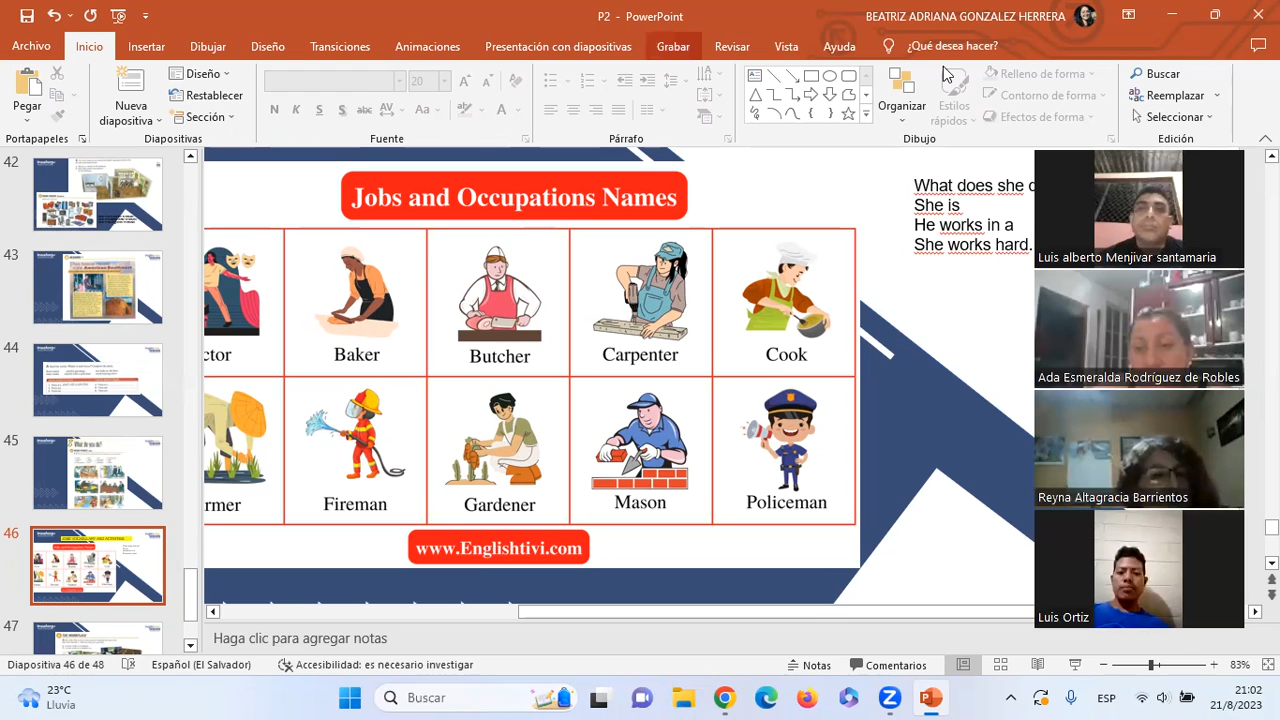 P2 - PowerPoint
BEATRIZ ADRIANA GONZALEZ HERRERA
Archivo
Inicio
Insertar
Dibujar
Diseño
Transiciones
Animaciones
Presentación con diapositivas
Grabar
Revisar
Vista
Ayuda
¿Qué desea hacer?
Pegar
Portapapeles
Nueva
diapositiva
Diseño
Restablecer
Sección
Diapositivas
20
Fuente
Párrafo
Organizar
Estilos
rápidos
Relleno de forma
Contorno de forma
Efectos de forma
Dibujo
Buscar
Reemplazar
Seleccionar
Edición
42
43
44
45
46
47
Jobs and Occupations Names
ctor
Baker
Butcher
Carpenter
Cook
rmer
Fireman
Gardener
Mason
Policeman
www.Englishtivi.com
What does she
She is
He works in a
She works hard.
Luis alberto Menjivar santamaria
Ada Esmeralda Rodríguez de Robles
Reyna Altagracia Barrientos
Luis Ortiz
Haga clic para agregar notas
Diapositiva 46 de 48
Español (El Salvador)
Accesibilidad: es necesario investigar
Notas
Comentarios
83%
23°C
Lluvia
Buscar
ESP
21:02
21/8/2023